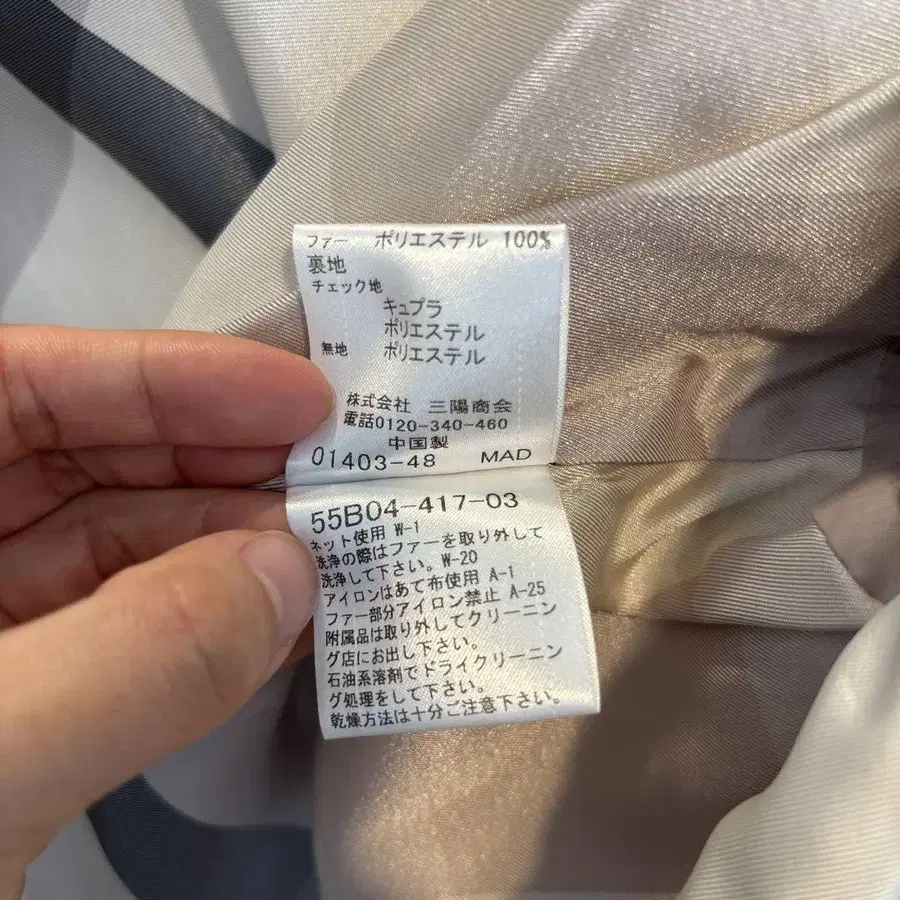 ファー ポリエステル 100%
裏地
チェック地
キュプラ
ポリエステル
無地 ポリエステル
株式会社 三陽商会
電話0120-340-460
中国製
01403-48 MAD
55B04-417-03
ネット使用 W-1
洗浄の際はファーを取り外して
洗浄して下さい。W-20
アイロンはあて布使用 A-1
ファー部分アイロン禁止 A-25
附属品は取り外してクリーニン
グ店にお出し下さい。
石油系溶剤でドライクリーニン
グ処理をして下さい。
乾燥方法は十分ご注意下さい。